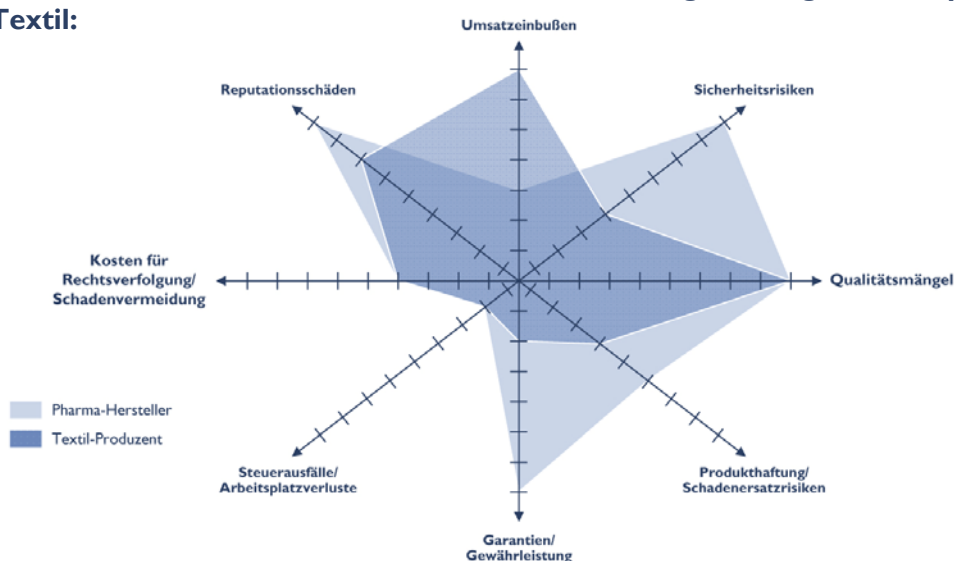 Textil:
Umsatzeinbußen
Reputationsschäden
Sicherheitsrisiken
Kosten für
Rechtsverfolgung/
Schadenvermeidung
Qualitätsmängel
Pharma-Hersteller
Textil-Produzent
Steuerausfälle/
Arbeitsplatzverluste
Produkthaftung/
Schadenersatzrisiken
Garantien/
Gewährleistung